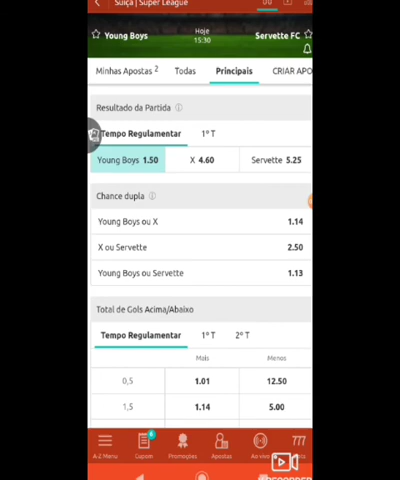 Suíça | Super League
Young Boys
Hoje
15:30
Servette FC
Minhas Apostas 2
Todas
Principais
CRIAR APO
Resultado da Partida
Tempo Regulamentar
1º T
Young Boys 1.50
X 4.60
Servette 5.25
Chance dupla
Young Boys ou X 1.14
X ou Servette 2.50
Young Boys ou Servette 1.13
Total de Gols Acima/Abaixo
Tempo Regulamentar
1º T
2º T
Mais
Menos
0,5 1.01 12.50
1,5 1.14 5.00
A-Z Menu
6
Cupom
Promoções
Apostas
Ao vivo